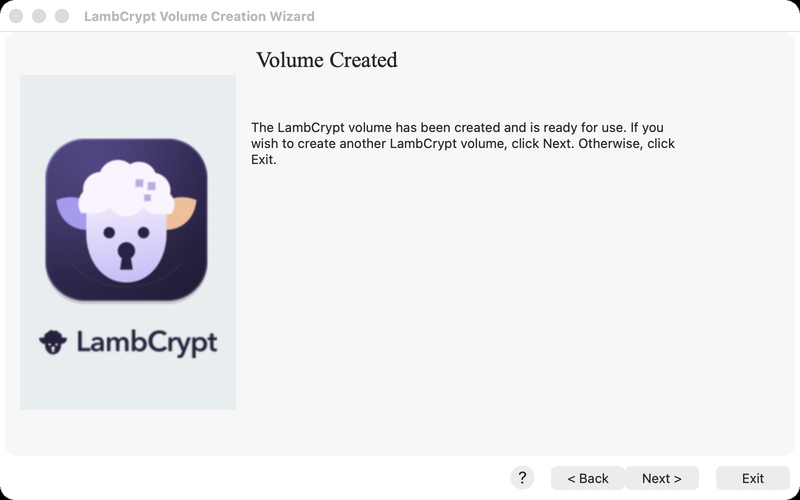 LambCrypt Volume Creation Wizard
Volume Created
The LambCrypt volume has been created and is ready for use. If you
wish to create another LambCrypt volume, click Next. Otherwise, click
Exit.
LambCrypt
?
< Back
Next >
Exit